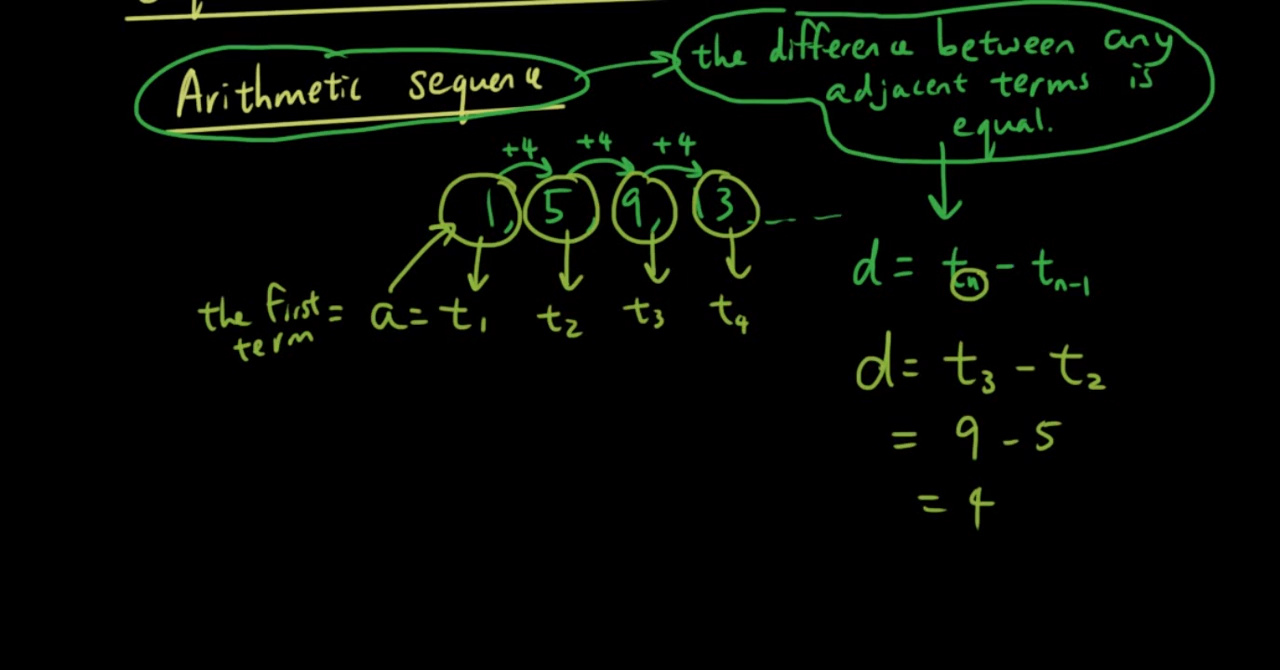 Arithmetic sequence
the difference between any
adjacent terms is
equal.
+4 +4 +4
1, 5, 9, 13 ---
d = tn - tn-1
the first term = a = t1 t2 t3 t4
d = t3 - t2
= 9 - 5
= 4